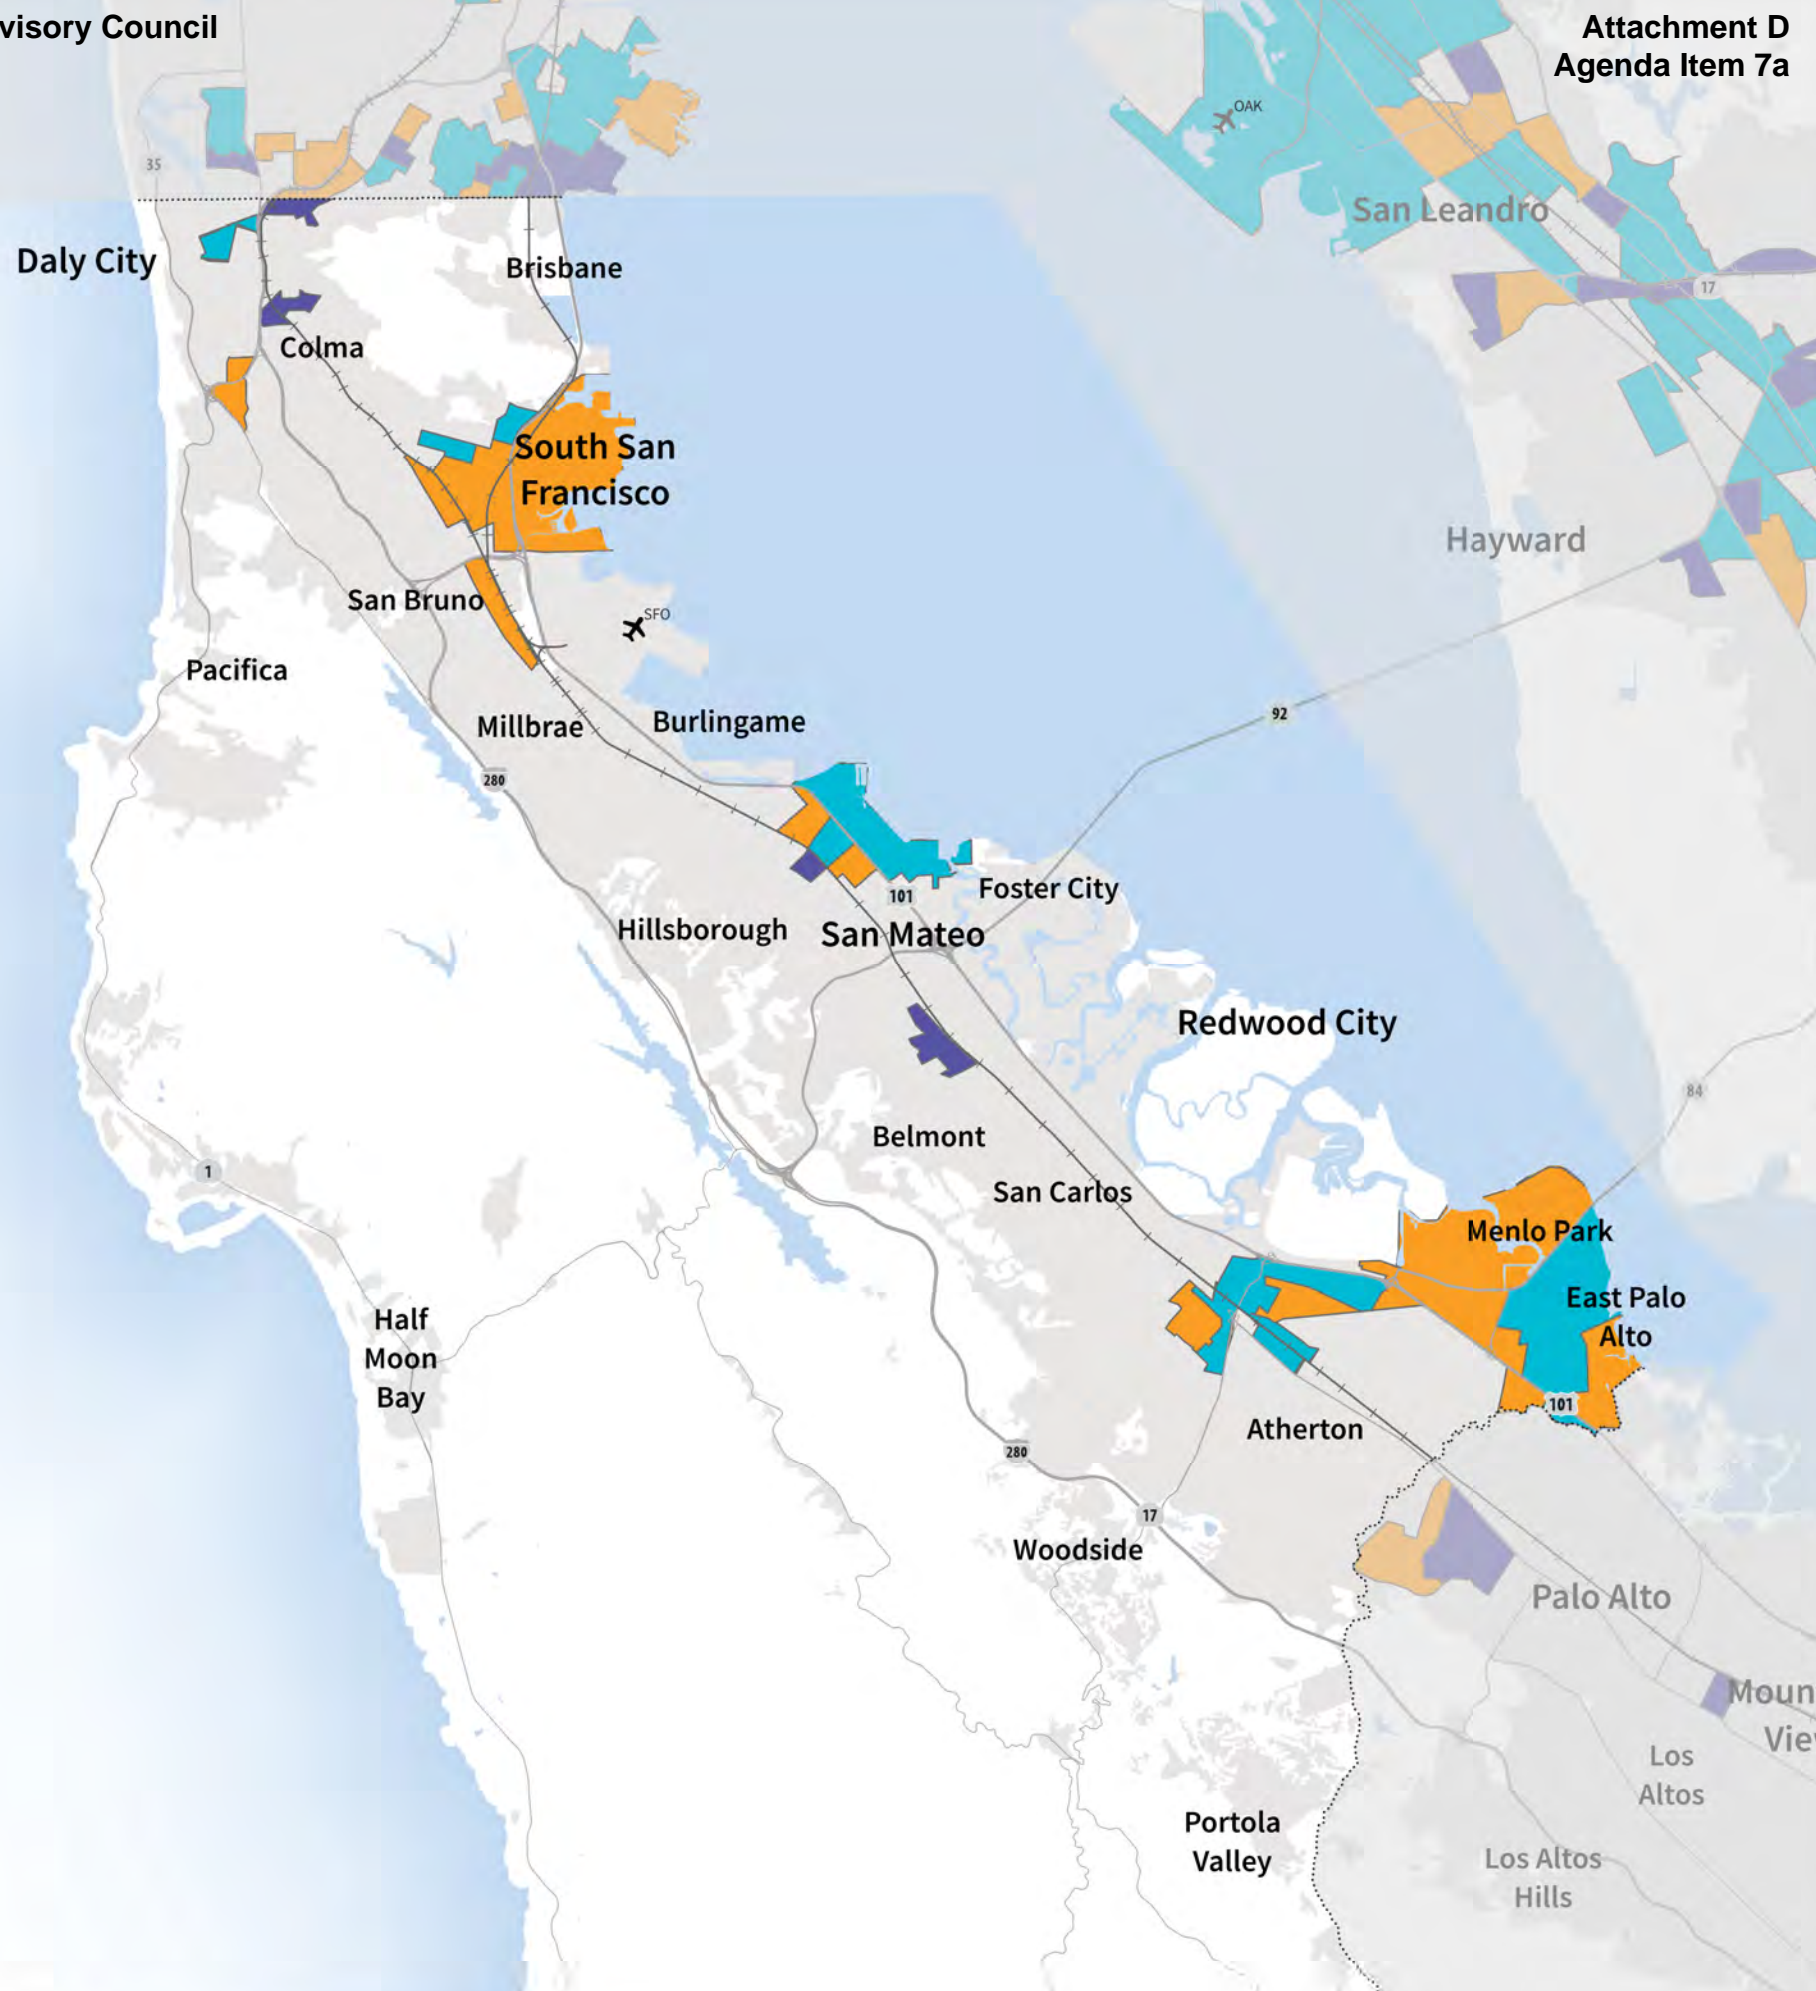 visory Council
Attachment D
Agenda Item 7a
OAK
35
San Leandro
Daly City
Brisbane
17
Colma
South San
Francisco
Hayward
San Bruno
SFO
Pacifica
92
Millbrae
Burlingame
280
Foster City
101
Hillsborough
San Mateo
Redwood City
84
Belmont
1
San Carlos
Menlo Park
East Palo
Alto
Half
Moon
Bay
101
Atherton
280
17
Woodside
Palo Alto
Moun
Vie
Los
Altos
Portola
Valley
Los Altos
Hills